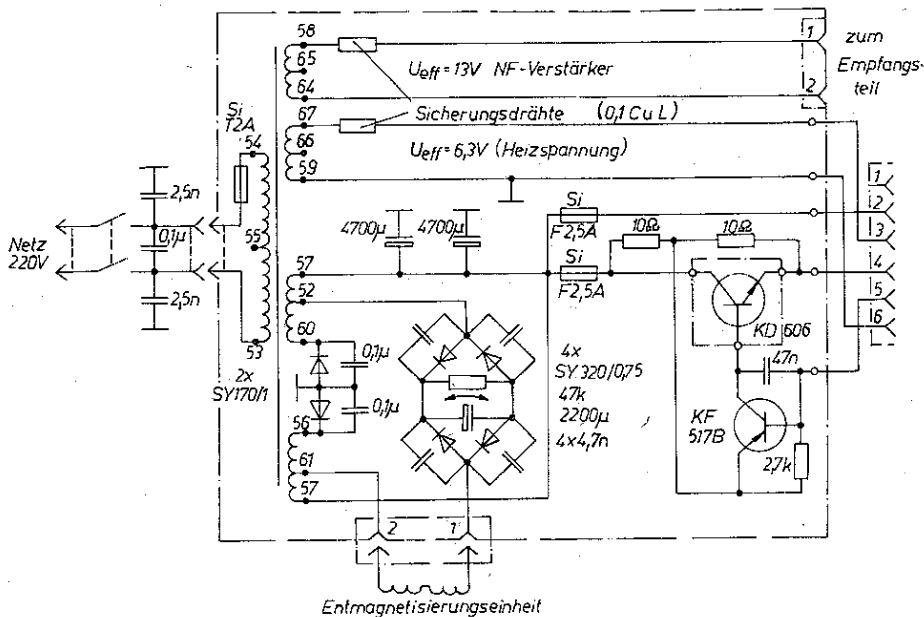 58
65
64
U eff = 13V NF-Verstärker
1
2
zum
Empfangs-
teil
67
66
59
Sicherungsdrähte (0,1 CuL)
U eff = 6,3V (Heizspannung)
Si
T2A
54
55
53
2,5n
0,1µ
2,5n
Netz
220V
4700µ
4700µ
Si
F2,5A
Si
F2,5A
10Ω
10Ω
1
2
3
4
5
6
57
52
60
2x
SY170/1
0,1µ
0,1µ
56
61
57
4x
SY320/0,75
47k
2200µ
4x4,7n
KD 606
47n
KF
517B
2,7k
2
1
Entmagnetisierungseinheit